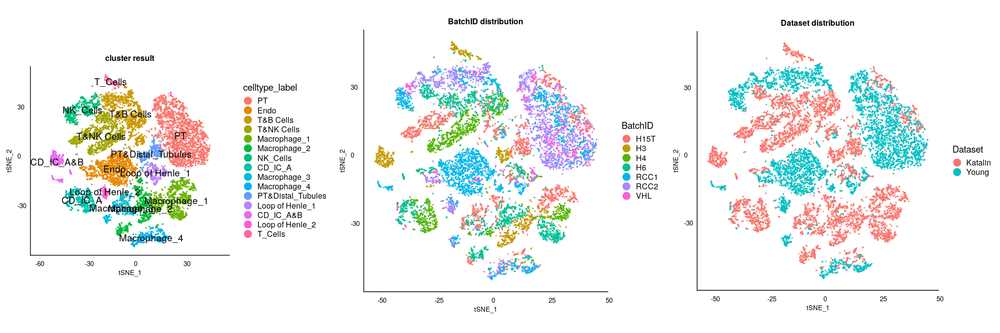 cluster result
T_Cells
NK_Cells
T&B Cells
T&NK Cells
PT
CD_IC_A&B
PT&Distal_Tubules
Endo
Loop of Henle_1
Loop of Henle_2
CD_IC_A
Macrophage_1
Macrophage_3
Macrophage_2
Macrophage_4
30
0
-30
tSNE_2
-60
-30
0
30
tSNE_1
celltype_label
PT
Endo
T&B Cells
T&NK Cells
Macrophage_1
Macrophage_2
NK_Cells
CD_IC_A
Macrophage_3
Macrophage_4
PT&DIstal_Tubules
Loop of Henle_1
CD_IC_A&B
Loop of Henle_2
T_Cells
BatchID distribution
30
0
-30
tSNE_2
-50
-25
0
25
50
tSNE_1
BatchID
H15T
H3
H4
H6
RCC1
RCC2
VHL
Dataset distribution
30
0
-30
tSNE_2
-50
-25
0
25
50
tSNE_1
Dataset
Katalin
Young